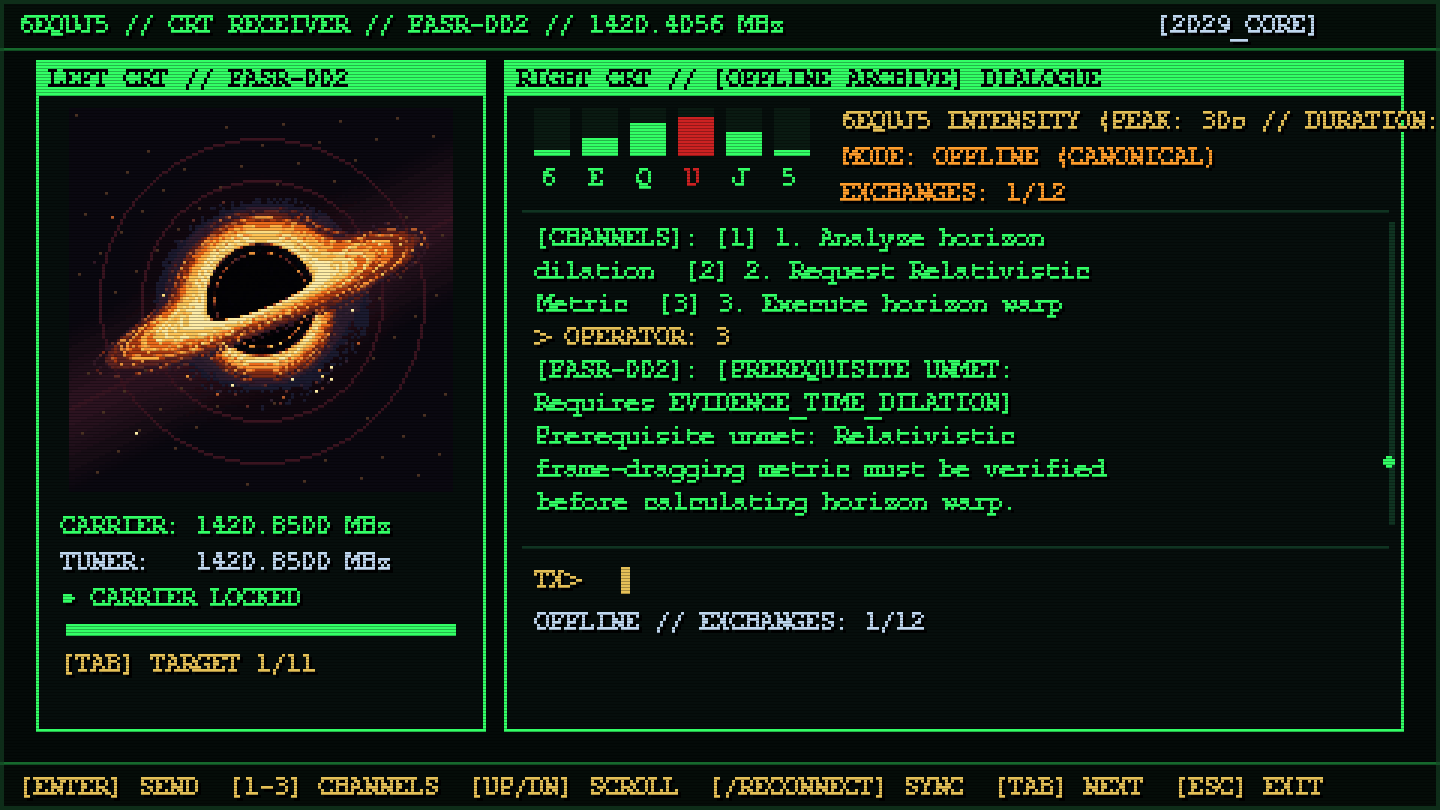 6EQUJ5 // CRT RECEIVER // FASR-002 // 1420.4056 MHz
[2029_CORE]
LEFT CRT // FASR-002
CARRIER: 1420.8500 MHz
TUNER: 1420.8500 MHz
CARRIER LOCKED
[TAB] TARGET 1/11
RIGHT CRT // [OFFLINE ARCHIVE] DIALOGUE
6 E Q U J 5
6EQUJ5 INTENSITY (PEAK: 30σ // DURATION:
MODE: OFFLINE (CANONICAL)
EXCHANGES: 1/12
[CHANNELS]: [1] 1. Analyze horizon
dilation [2] 2. Request Relativistic
Metric [3] 3. Execute horizon warp
> OPERATOR: 3
[FASR-002]: [PREREQUISITE UNMET:
Requires EVIDENCE_TIME_DILATION]
Prerequisite unmet: Relativistic
frame-dragging metric must be verified
before calculating horizon warp.
TX>
OFFLINE // EXCHANGES: 1/12
[ENTER] SEND [1-3] CHANNELS [UP/DN] SCROLL [/RECONNECT] SYNC [TAB] NEXT [ESC] EXIT